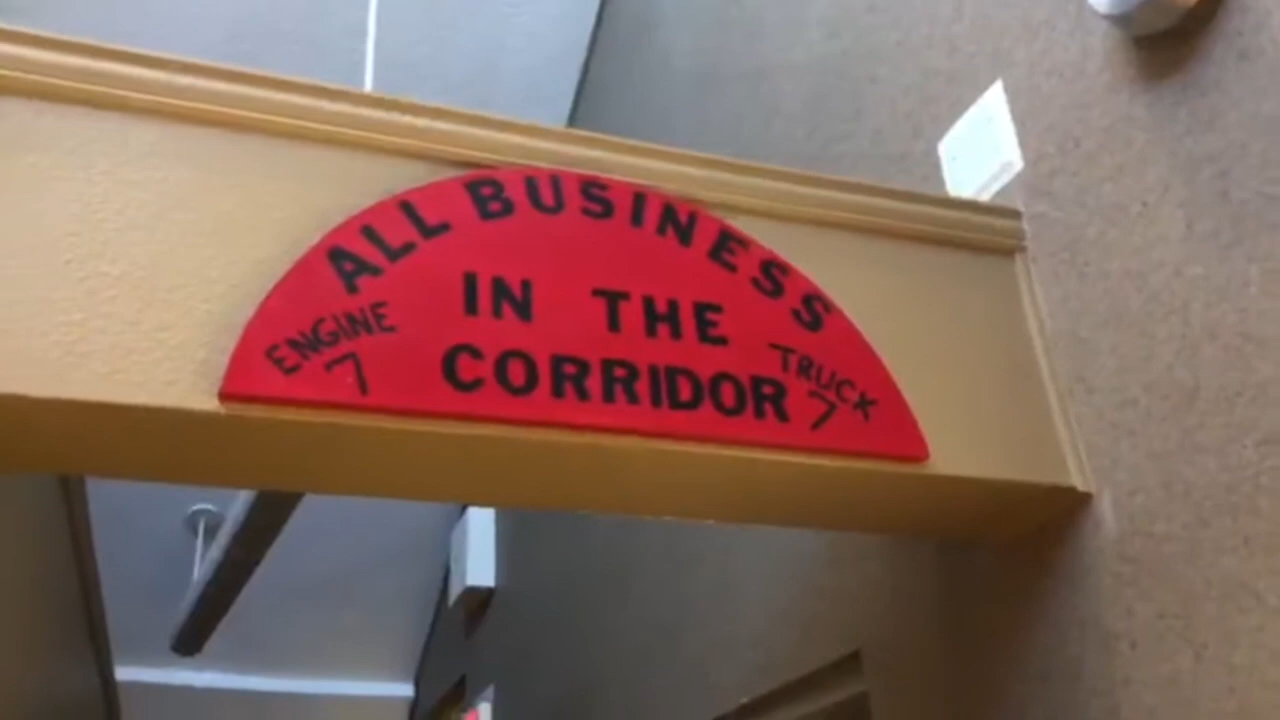 ALL BUSINESS
IN THE
CORRIDOR
ENGINE
7
TRUCK
7